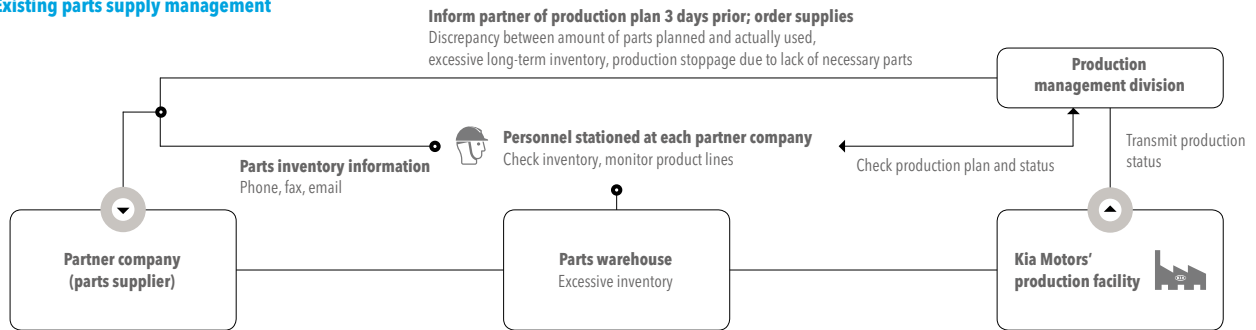 Existing parts supply management
Inform partner of production plan 3 days prior; order supplies
Discrepancy between amount of parts planned and actually used,
excessive long-term inventory, production stoppage due to lack of necessary parts
Production
management division
Personnel stationed at each partner company
Check inventory, monitor product lines
Parts inventory information
Phone, fax, email
Check production plan and status
Transmit production
status
Partner company
(parts supplier)
Parts warehouse
Excessive inventory
Kia Motors’
production facility
KIA